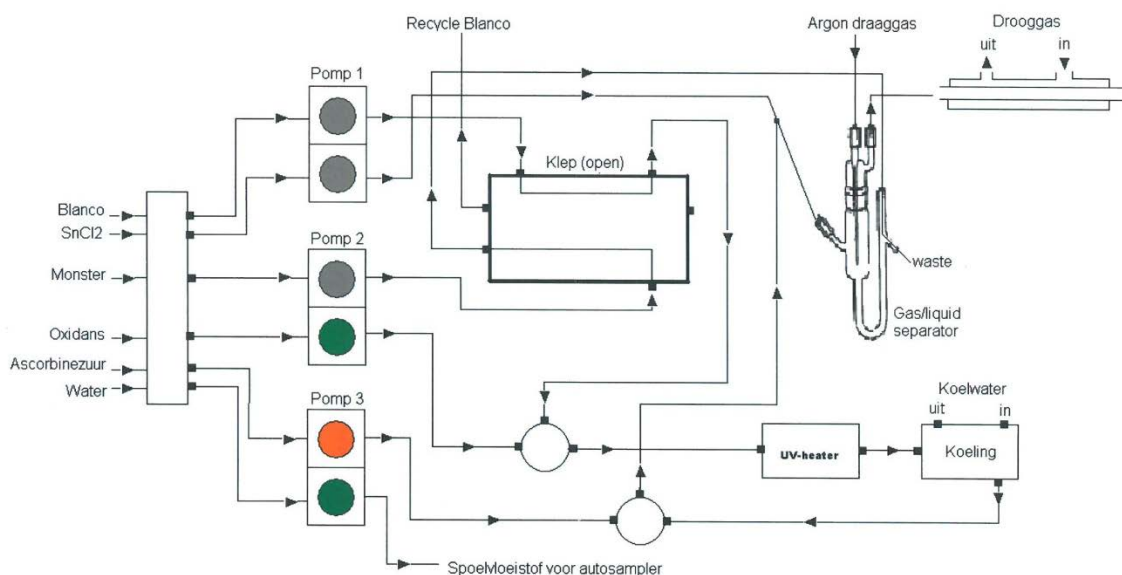 Recycle Blanco
Argon draaggas
Drooggas
uit
in
Pomp 1
Klep (open)
Blanco
SnCl2
Monster
Pomp 2
waste
Gas/liquid
separator
Oxidans
Ascorbinezuur
Water
Pomp 3
Koelwater
uit
in
UV-heater
Koeling
SpoeMoeistof voor autosampler